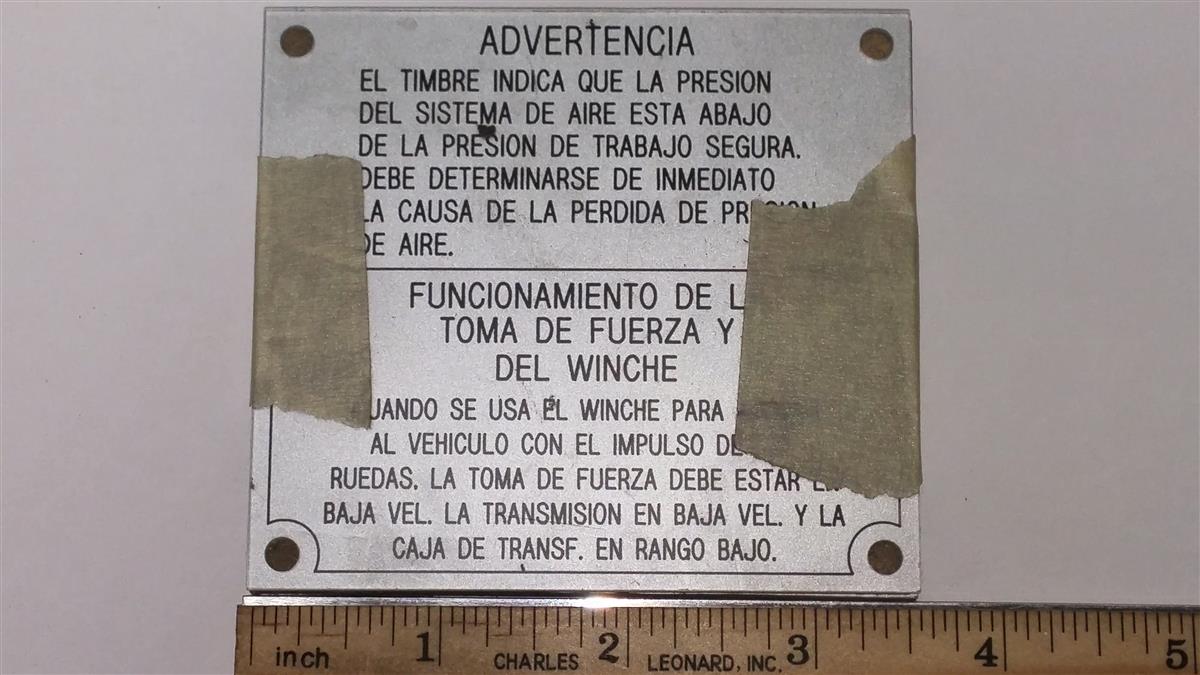 ADVERTENCIA
EL TIMBRE INDICA QUE LA PRESION
DEL SISTEMA DE AIRE ESTA ABAJO
DE LA PRESION DE TRABAJO SEGURA.
DEBE DETERMINARSE DE INMEDIATO
LA CAUSA DE LA PERDIDA DE PRESION
DE AIRE.
FUNCIONAMIENTO DE
TOMA DE FUERZA Y
DEL WINCHE
SE USA EL WINCHE PARA
AL VEHICULO CON EL IMPULSO
RUEDAS. LA TOMA DE FUERZA DEBE ESTAR EN
BAJA VEL. LA TRANSMISION EN BAJA VEL. Y LA
CAJA DE TRANSF. EN RANGO BAJO.
1 2 3 4 5
inch CHARLES LEONARD, INC.